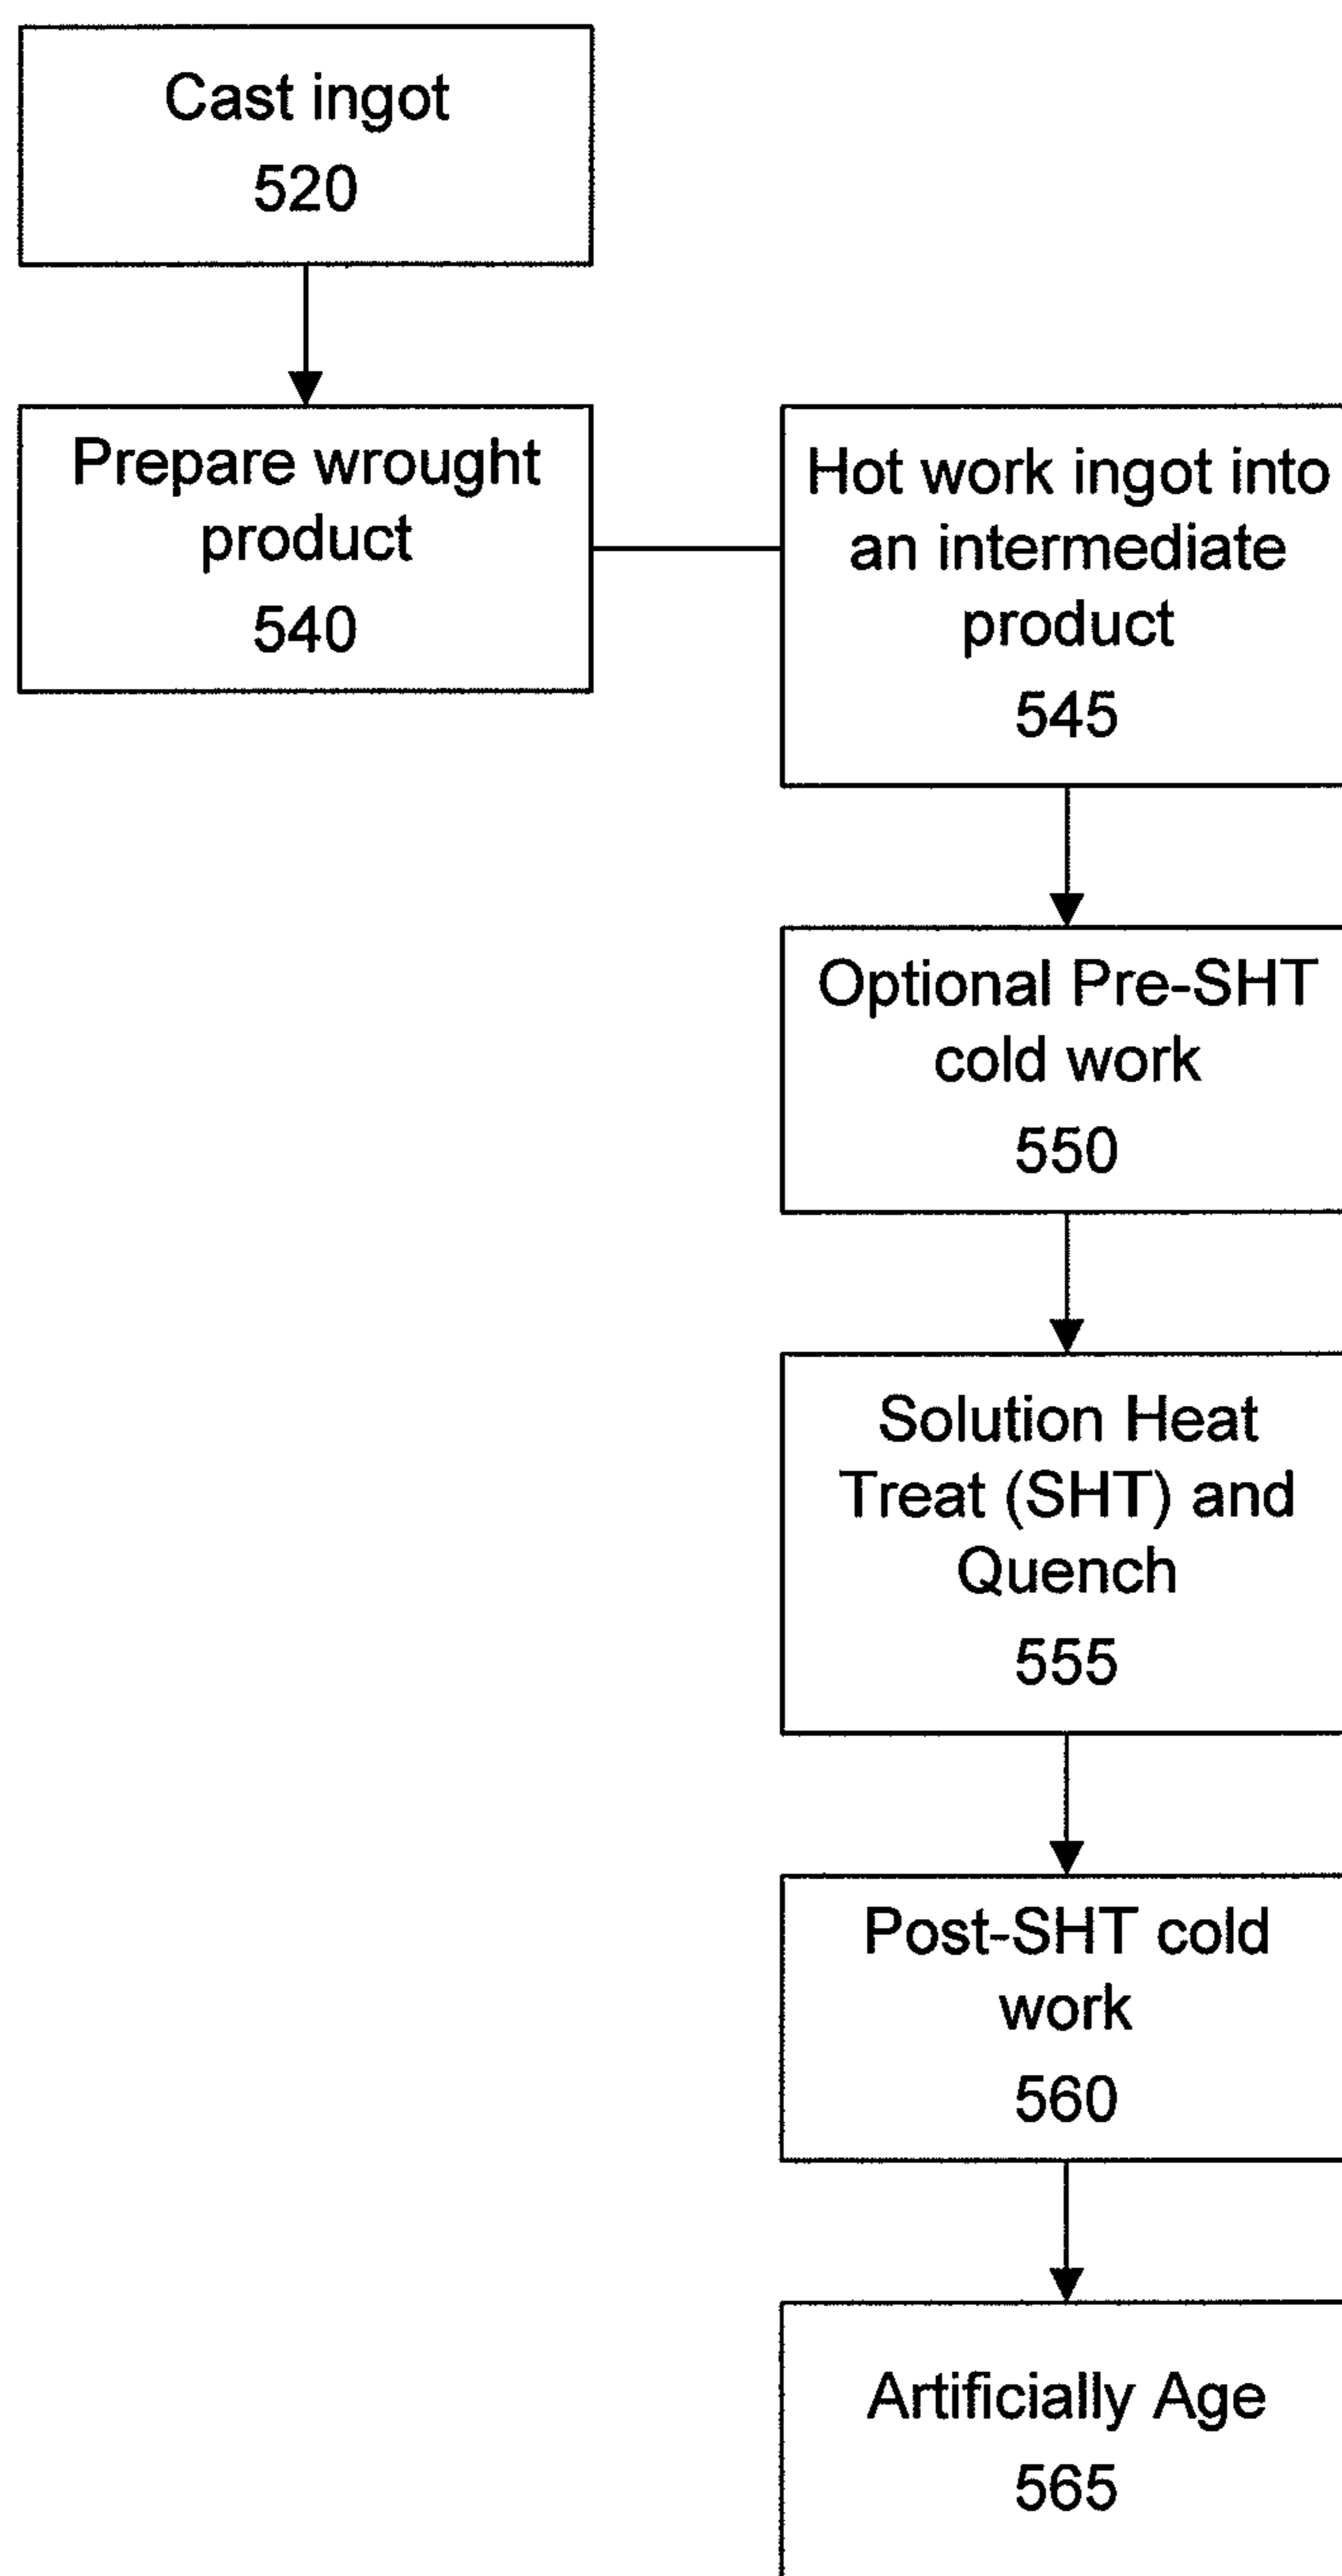 Cast ingot
520
Prepare wrought
product
540
Hot work ingot into
an intermediate
product
545
Optional Pre-SHT
cold work
550
Solution Heat
Treat (SHT) and
Quench
555
Post-SHT cold
work
560
Artificially Age
565